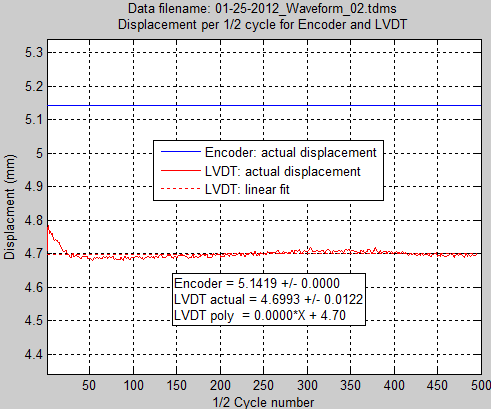 Data filename: 01-25-2012_Waveform_02.tdms
Displacement per 1/2 cycle for Encoder and LVDT
5.3
5.2
5.1
5
4.9
4.8
4.7
4.6
4.5
4.4
Displacment (mm)
Encoder: actual displacement
LVDT: actual displacement
LVDT: linear fit
Encoder = 5.1419 +/- 0.0000
LVDT actual = 4.6993 +/- 0.0122
LVDT poly = 0.0000*X + 4.70
50 100 150 200 250 300 350 400 450 500
1/2 Cycle number